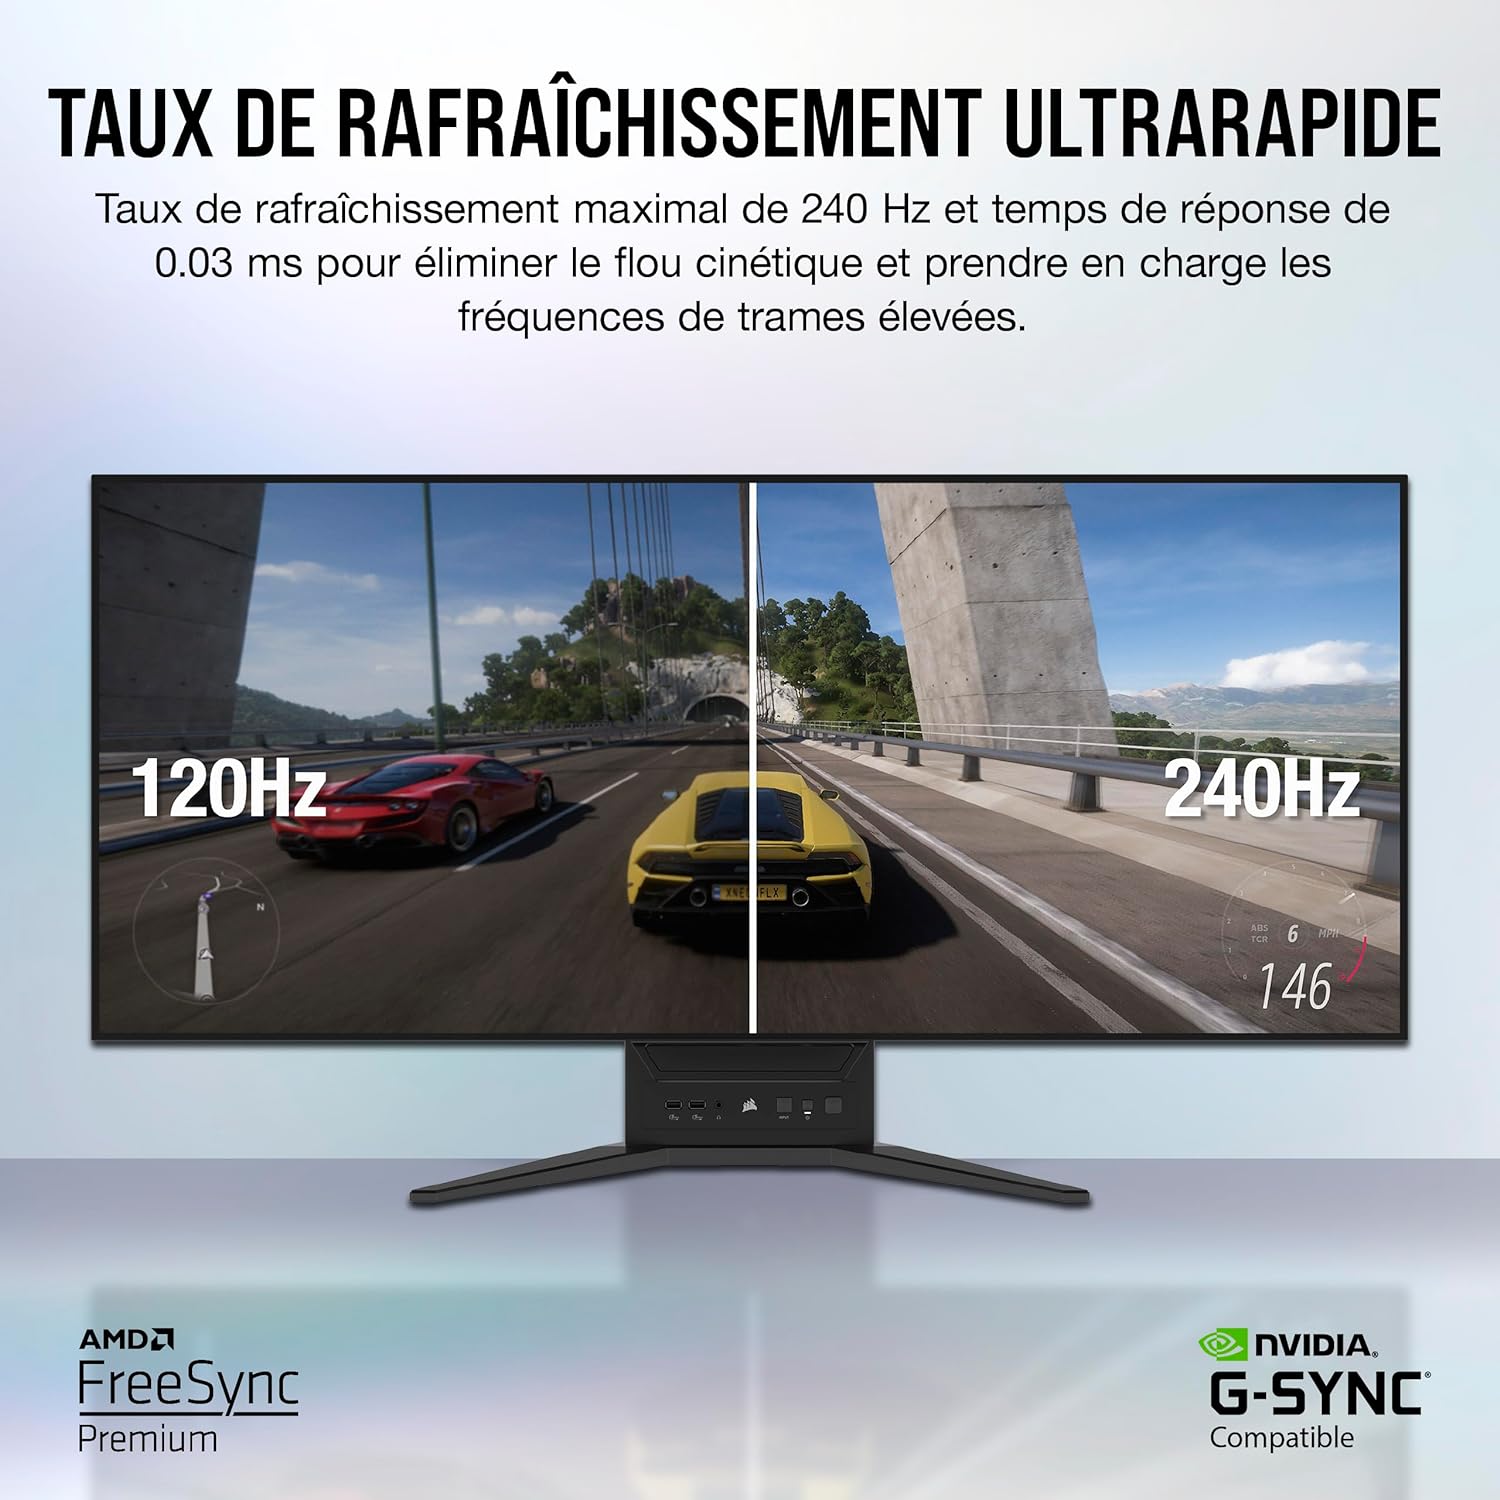 TAUX DE RAFRAÎCHISSEMENT ULTRARAPIDE
Taux de rafraîchissement maximal de 240 Hz et temps de réponse de
0.03 ms pour éliminer le flou cinétique et prendre en charge les
fréquences de trames élevées.
120Hz
240Hz
N
ABS
TCR
6
MPH
146
INPUT
AMD
FreeSync
Premium
NVIDIA.
G-SYNC®
Compatible